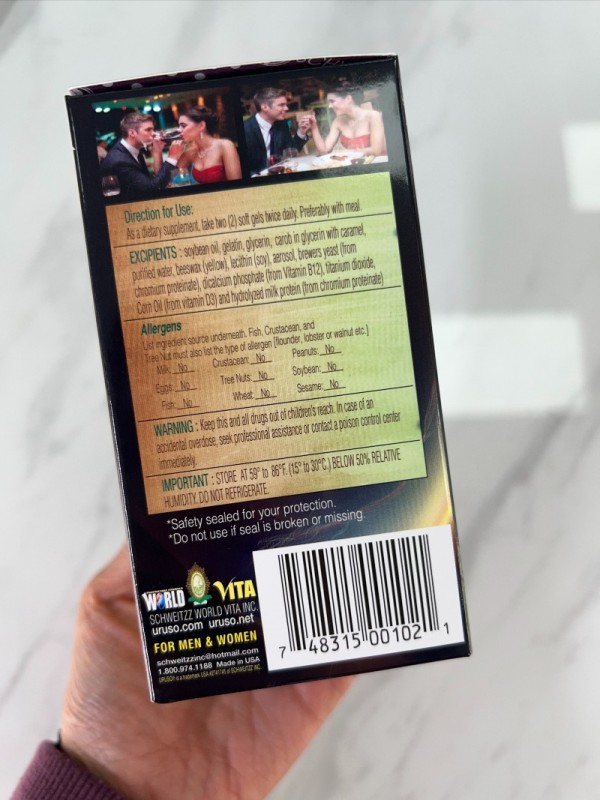 Direction for Use:
As a dietary supplement, take two (2) soft gels twice daily. Preferably with meal.
EXCIPIENTS : soybean oil, gelatin, glycerin, carob in glycerin with caramel,
purified water, beeswax (yellow), lecithin (soy), aerosol, brewers yeast (from
chromium proteinate), dicalcium phosphate (from Vitamin B12), titanium dioxide,
Corn Oil (from vitamin D3) and hydrolyzed milk protein (from chromium proteinate)
Allergens
List ingredient source underneath. Fish, Crustacean, and
Tree Nut must also list the type of allergen [flounder, lobster or walnut etc.]
Milk: No Crustacean: No Peanuts: No
Eggs: No Tree Nuts: No Soybean: No
Fish: No Wheat: No Sesame: No
WARNING : Keep this and all drugs out of children's reach. In case of an
accidental overdose, seek professional assistance or contact a poison control center
immediately.
IMPORTANT : STORE AT 59° to 86°F. (15° to 30°C.) BELOW 50% RELATIVE
HUMIDITY. DO NOT REFRIGERATE.
*Safety sealed for your protection.
*Do not use if seal is broken or missing.
WORLD VITA
SCHWEITZZ WORLD VITA INC.
uruso.com uruso.net
FOR MEN & WOMEN
schweitzzinc@hotmail.com
1.800.974.1188 Made in USA
7 48315 00102 1